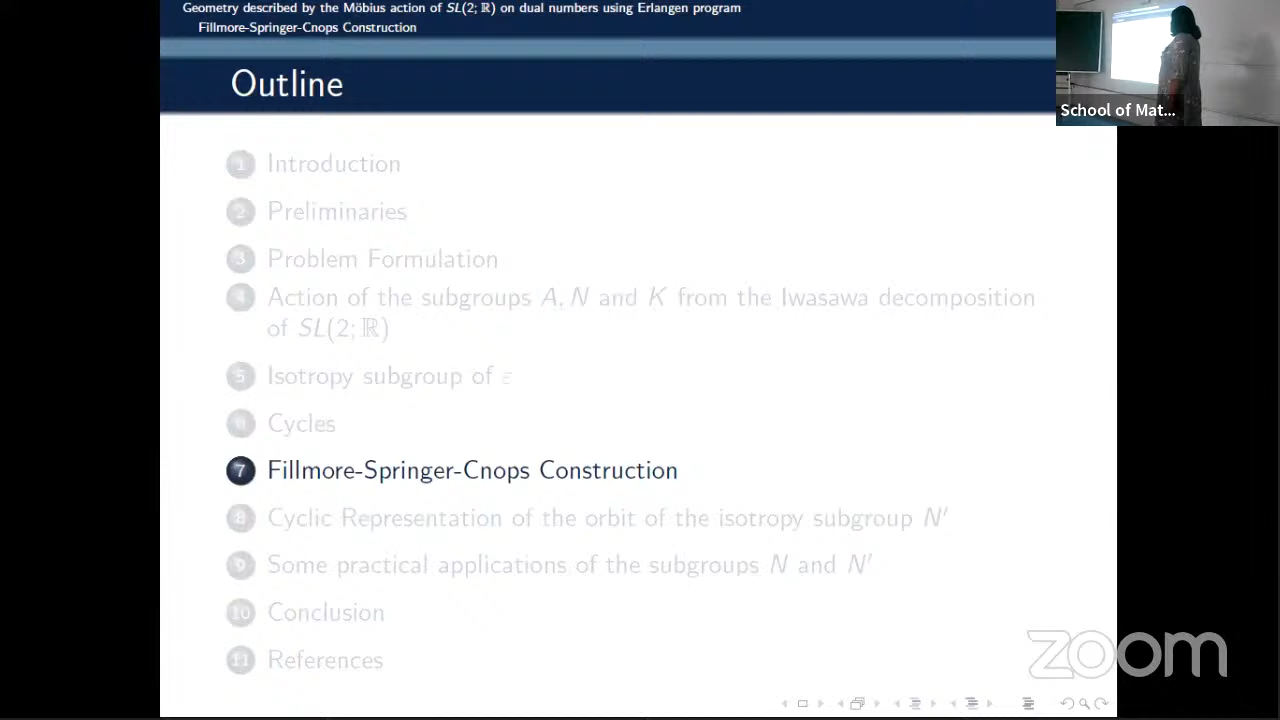 Geometry described by the Möbius action of SL(2; ℝ) on dual numbers using Erlangen program
Fillmore-Springer-Cnops Construction
Outline
School of Mat...
1 Introduction
2 Preliminaries
3 Problem Formulation
4 Action of the subgroups A, N and K from the Iwasawa decomposition
of SL(2; ℝ)
5 Isotropy subgroup of ε
6 Cycles
7 Fillmore-Springer-Cnops Construction
8 Cyclic Representation of the orbit of the isotropy subgroup N′
9 Some practical applications of the subgroups N and N′
10 Conclusion
11 References
zoom